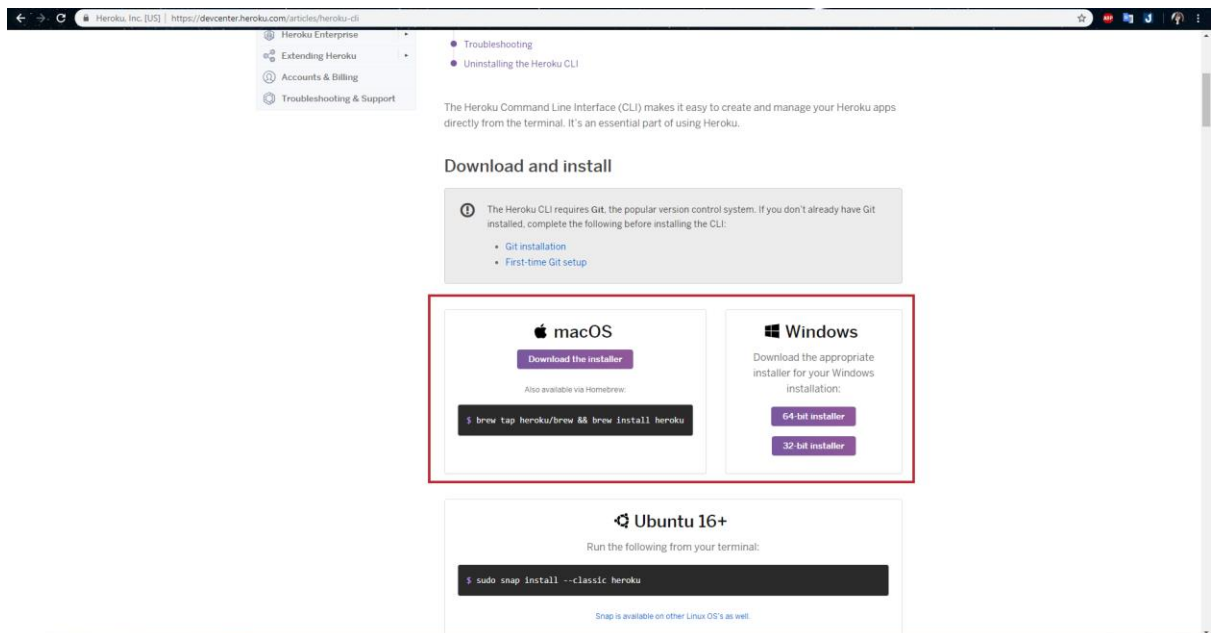 Heroku, Inc. [US] | https://devcenter.heroku.com/articles/heroku-cli
Heroku Enterprise
Extending Heroku
Accounts & Billing
Troubleshooting & Support
Troubleshooting
Uninstalling the Heroku CLI
The Heroku Command Line Interface (CLI) makes it easy to create and manage your Heroku apps
directly from the terminal. It's an essential part of using Heroku.
Download and install
The Heroku CLI requires Git, the popular version control system. If you don't already have Git
installed, complete the following before installing the CLI:
Git installation
First-time Git setup
macOS
Download the installer
Also available via Homebrew:
$ brew tap heroku/brew && brew install heroku
Windows
Download the appropriate
installer for your Windows
installation:
64-bit installer
32-bit installer
Ubuntu 16+
Run the following from your terminal:
$ sudo snap install --classic heroku
Snap is available on other Linux OS's as well.